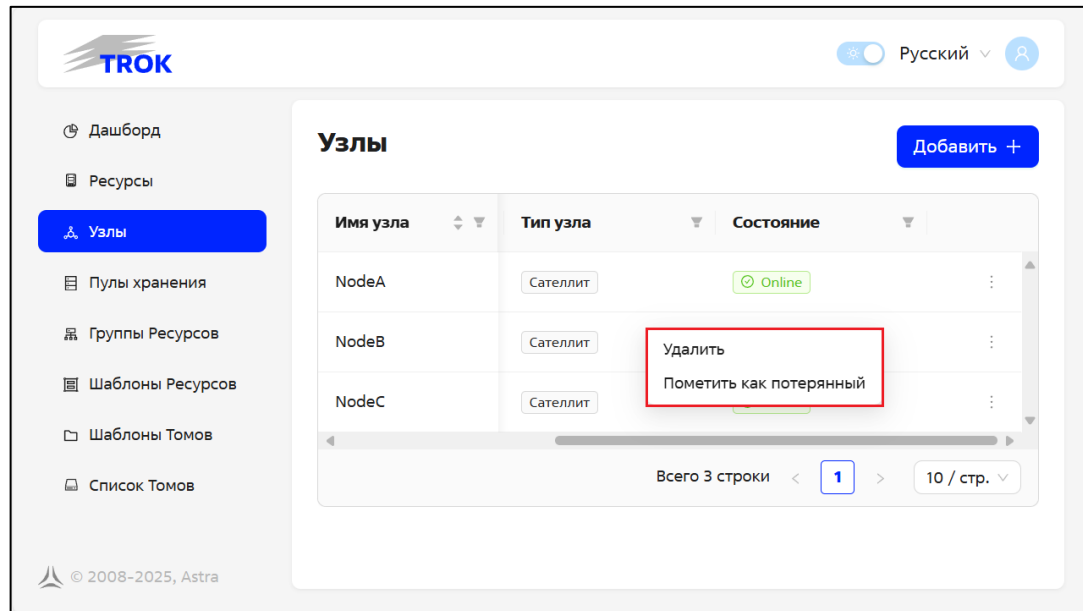 TROK
Русский
Дашборд
Ресурсы
Узлы
Пулы хранения
Группы Ресурсов
Шаблоны Ресурсов
Шаблоны Томов
Список Томов
© 2008-2025, Astra
Узлы
Добавить +
Имя узла Тип узла Состояние
NodeA Сателлит Online
NodeB Сателлит
Удалить
Пометить как потерянный
NodeC Сателлит
Всего 3 строки < 1 > 10 / стр.